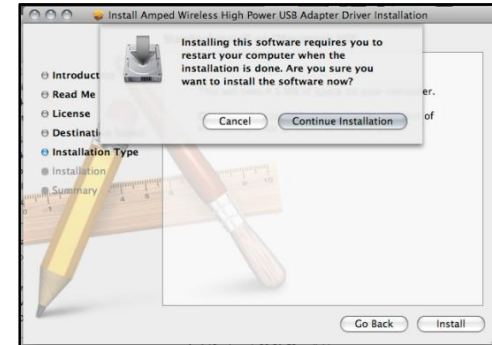 Install Amped Wireless High Power USB Adapter Driver Installation
Installing this software requires you to
restart your computer when the
installation is done. Are you sure you
want to install the software now?
Cancel
Continue Installation
Introduct
Read Me
License
Destinati
Installation Type
Installation
Summary
of
Go Back
Install